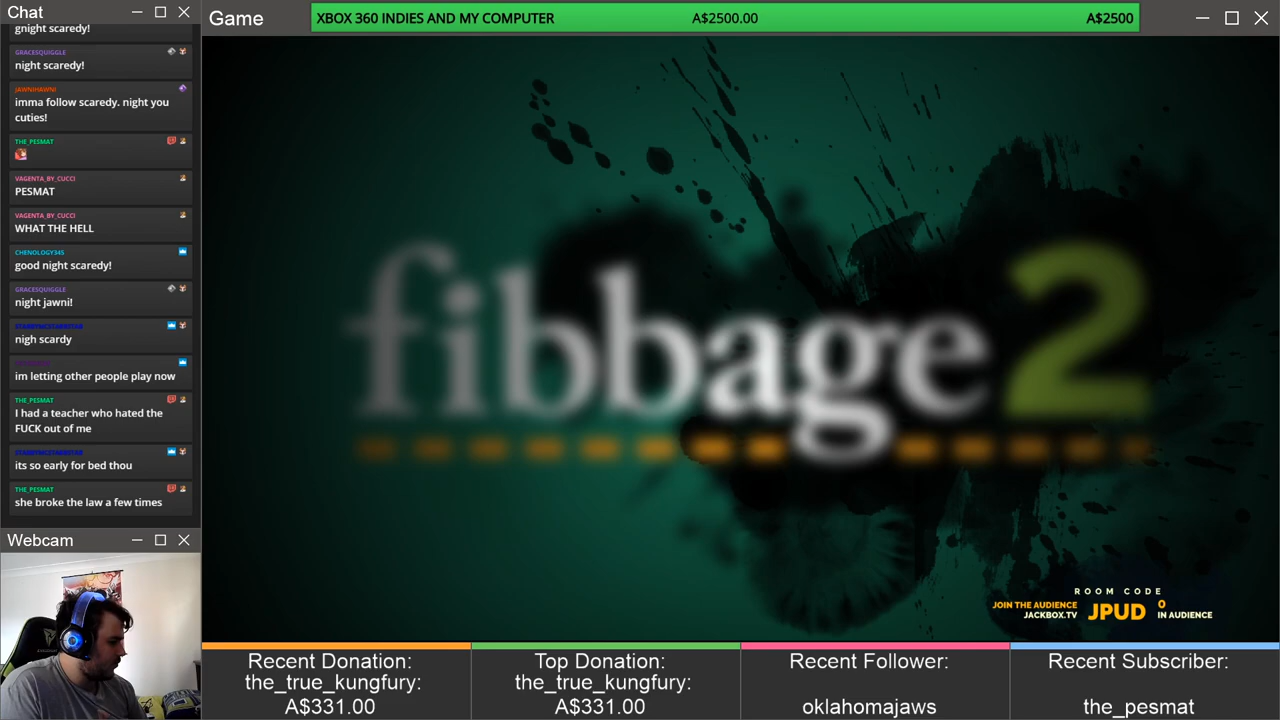 Chat
gnight scaredy!
GRACESQUIGGLE
night scaredy!
JAWNIHAWNI
imma follow scaredy. night you
cuties!
THE_PESMAT
VAGENTA_BY_CUCCI
PESMAT
VAGENTA_BY_CUCCI
WHAT THE HELL
CHENOLOGY345
good night scaredy!
GRACESQUIGGLE
night jawni!
nigh scardy
im letting other people play now
THE_PESMAT
I had a teacher who hated the
FUCK out of me
its so early for bed thou
THE_PESMAT
she broke the law a few times
Webcam
Game
XBOX 360 INDIES AND MY COMPUTER
A$2500.00
A$2500
fibbage 2
ROOM CODE
JOIN THE AUDIENCE
JACKBOX.TV
JPUD
0
IN AUDIENCE
Recent Donation:
the_true_kungfury:
A$331.00
Top Donation:
the_true_kungfury:
A$331.00
Recent Follower:
oklahomajaws
Recent Subscriber:
the_pesmat